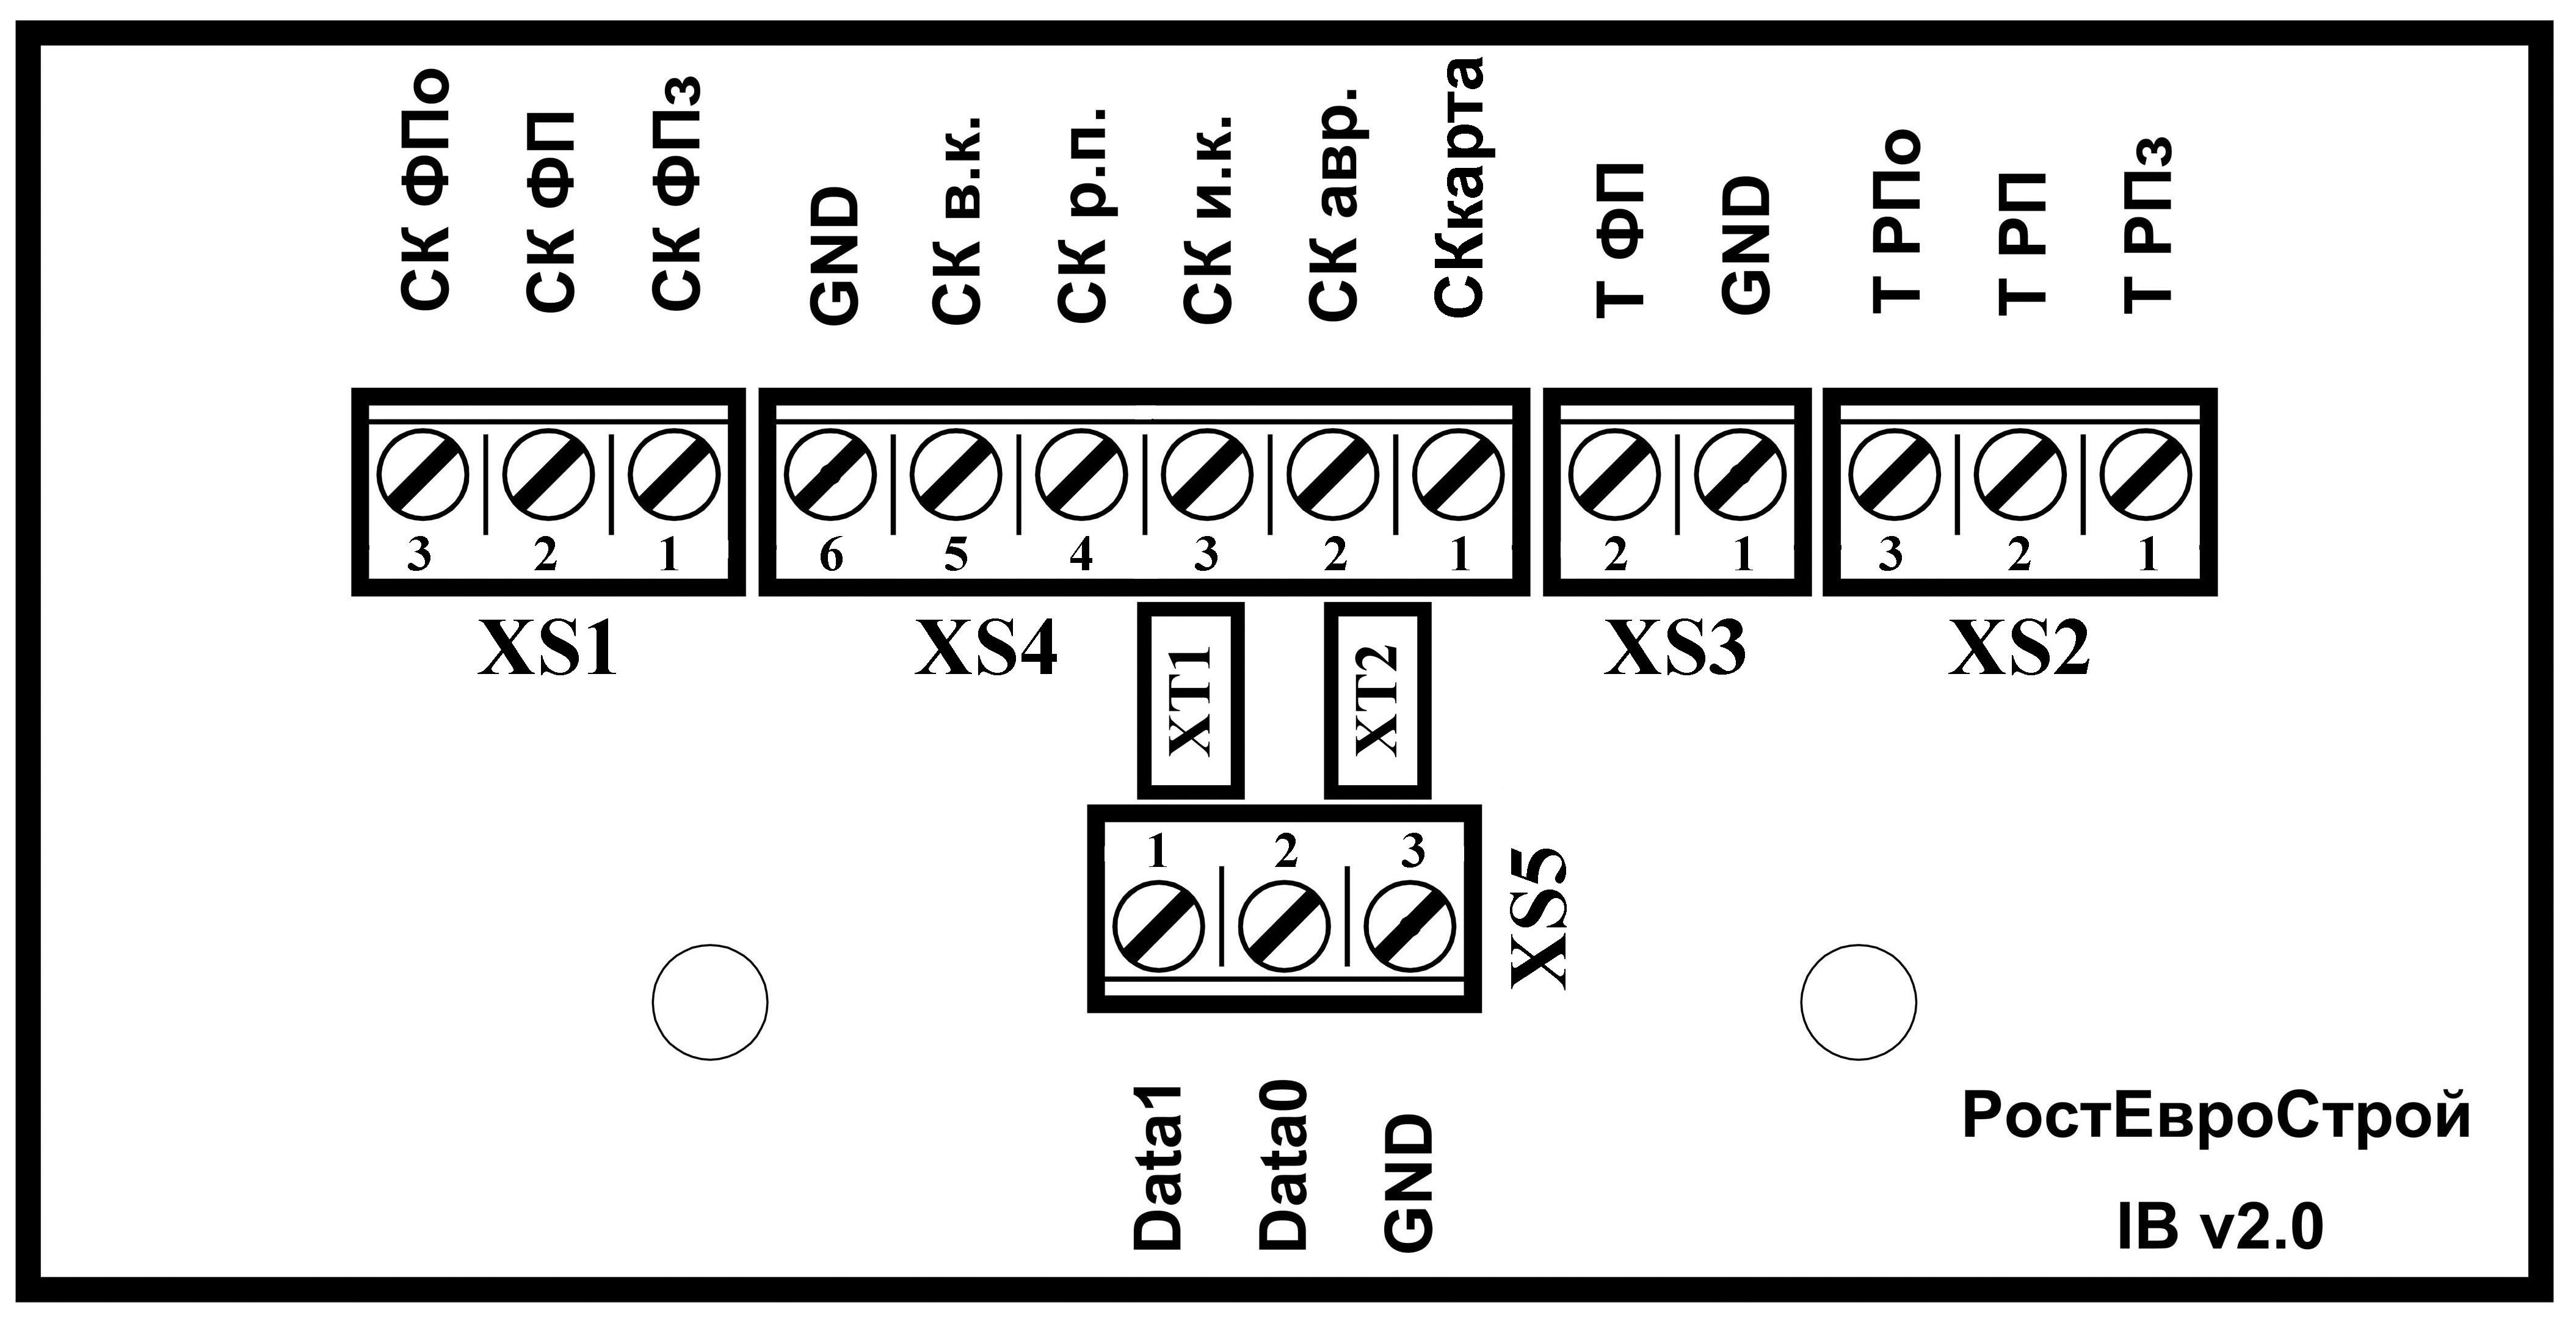 СК ФПо
СК ФП
СК ФПз
GND
СК в.к.
СК р.п.
СК и.к.
СК авр.
СКкарта
Т ФП
GND
Т РПо
Т РП
Т РПз
3 2 1
6 5 4 3 2 1
2 1
3 2 1
XS1
XS4
XS3
XS2
XT1
XT2
1 2 3
XS5
Data1
Data0
GND
РостЕвроСтрой
IB v2.0